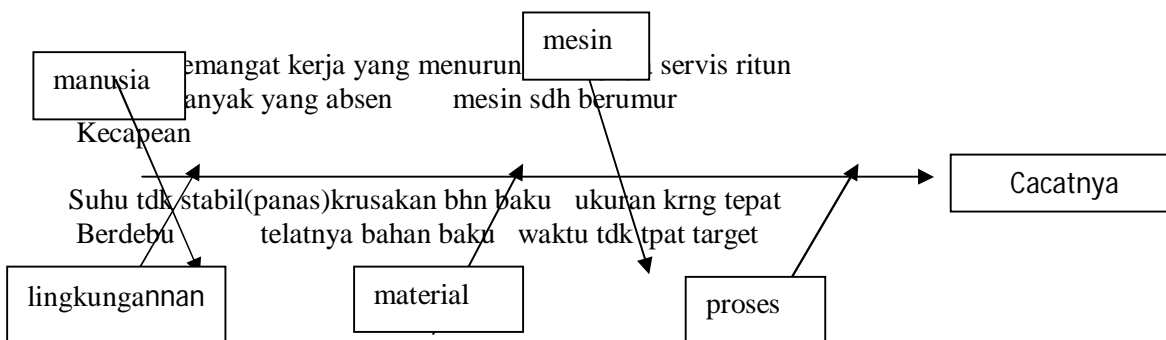 mesin
manusia
emangat kerja yang menurun servis ritun
anyak yang absen mesin sdh berumur
Kecapean
Cacatnya
Suhu tdk stabil(panas)krusakan bhn baku ukuran krng tepat
Berdebu telatnya bahan baku waktu tdk tpat target
lingkungannan
material
proses